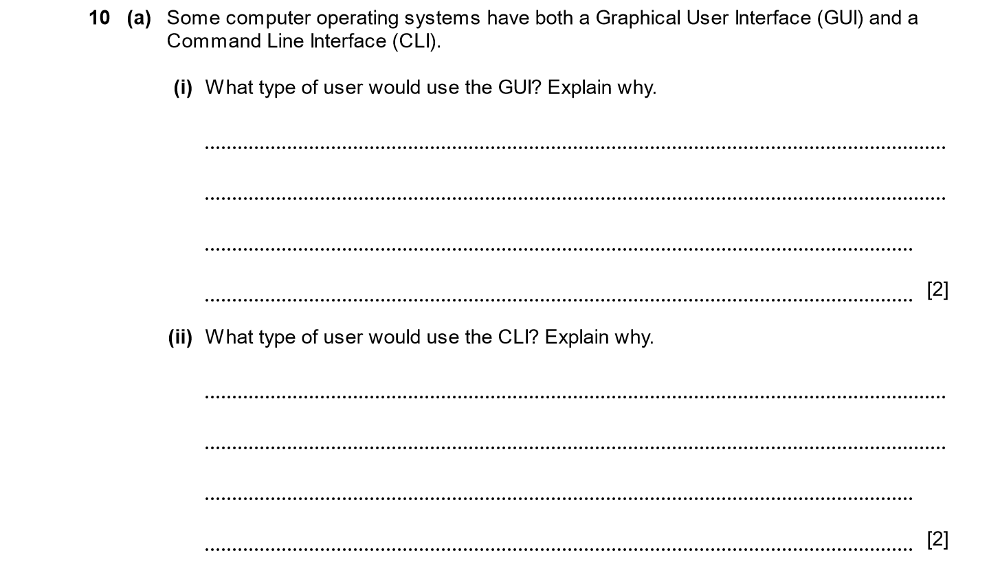 10 (a) Some computer operating systems have both a Graphical User Interface (GUI) and a
Command Line Interface (CLI).
(i) What type of user would use the GUI? Explain why.
[2]
(ii) What type of user would use the CLI? Explain why.
[2]